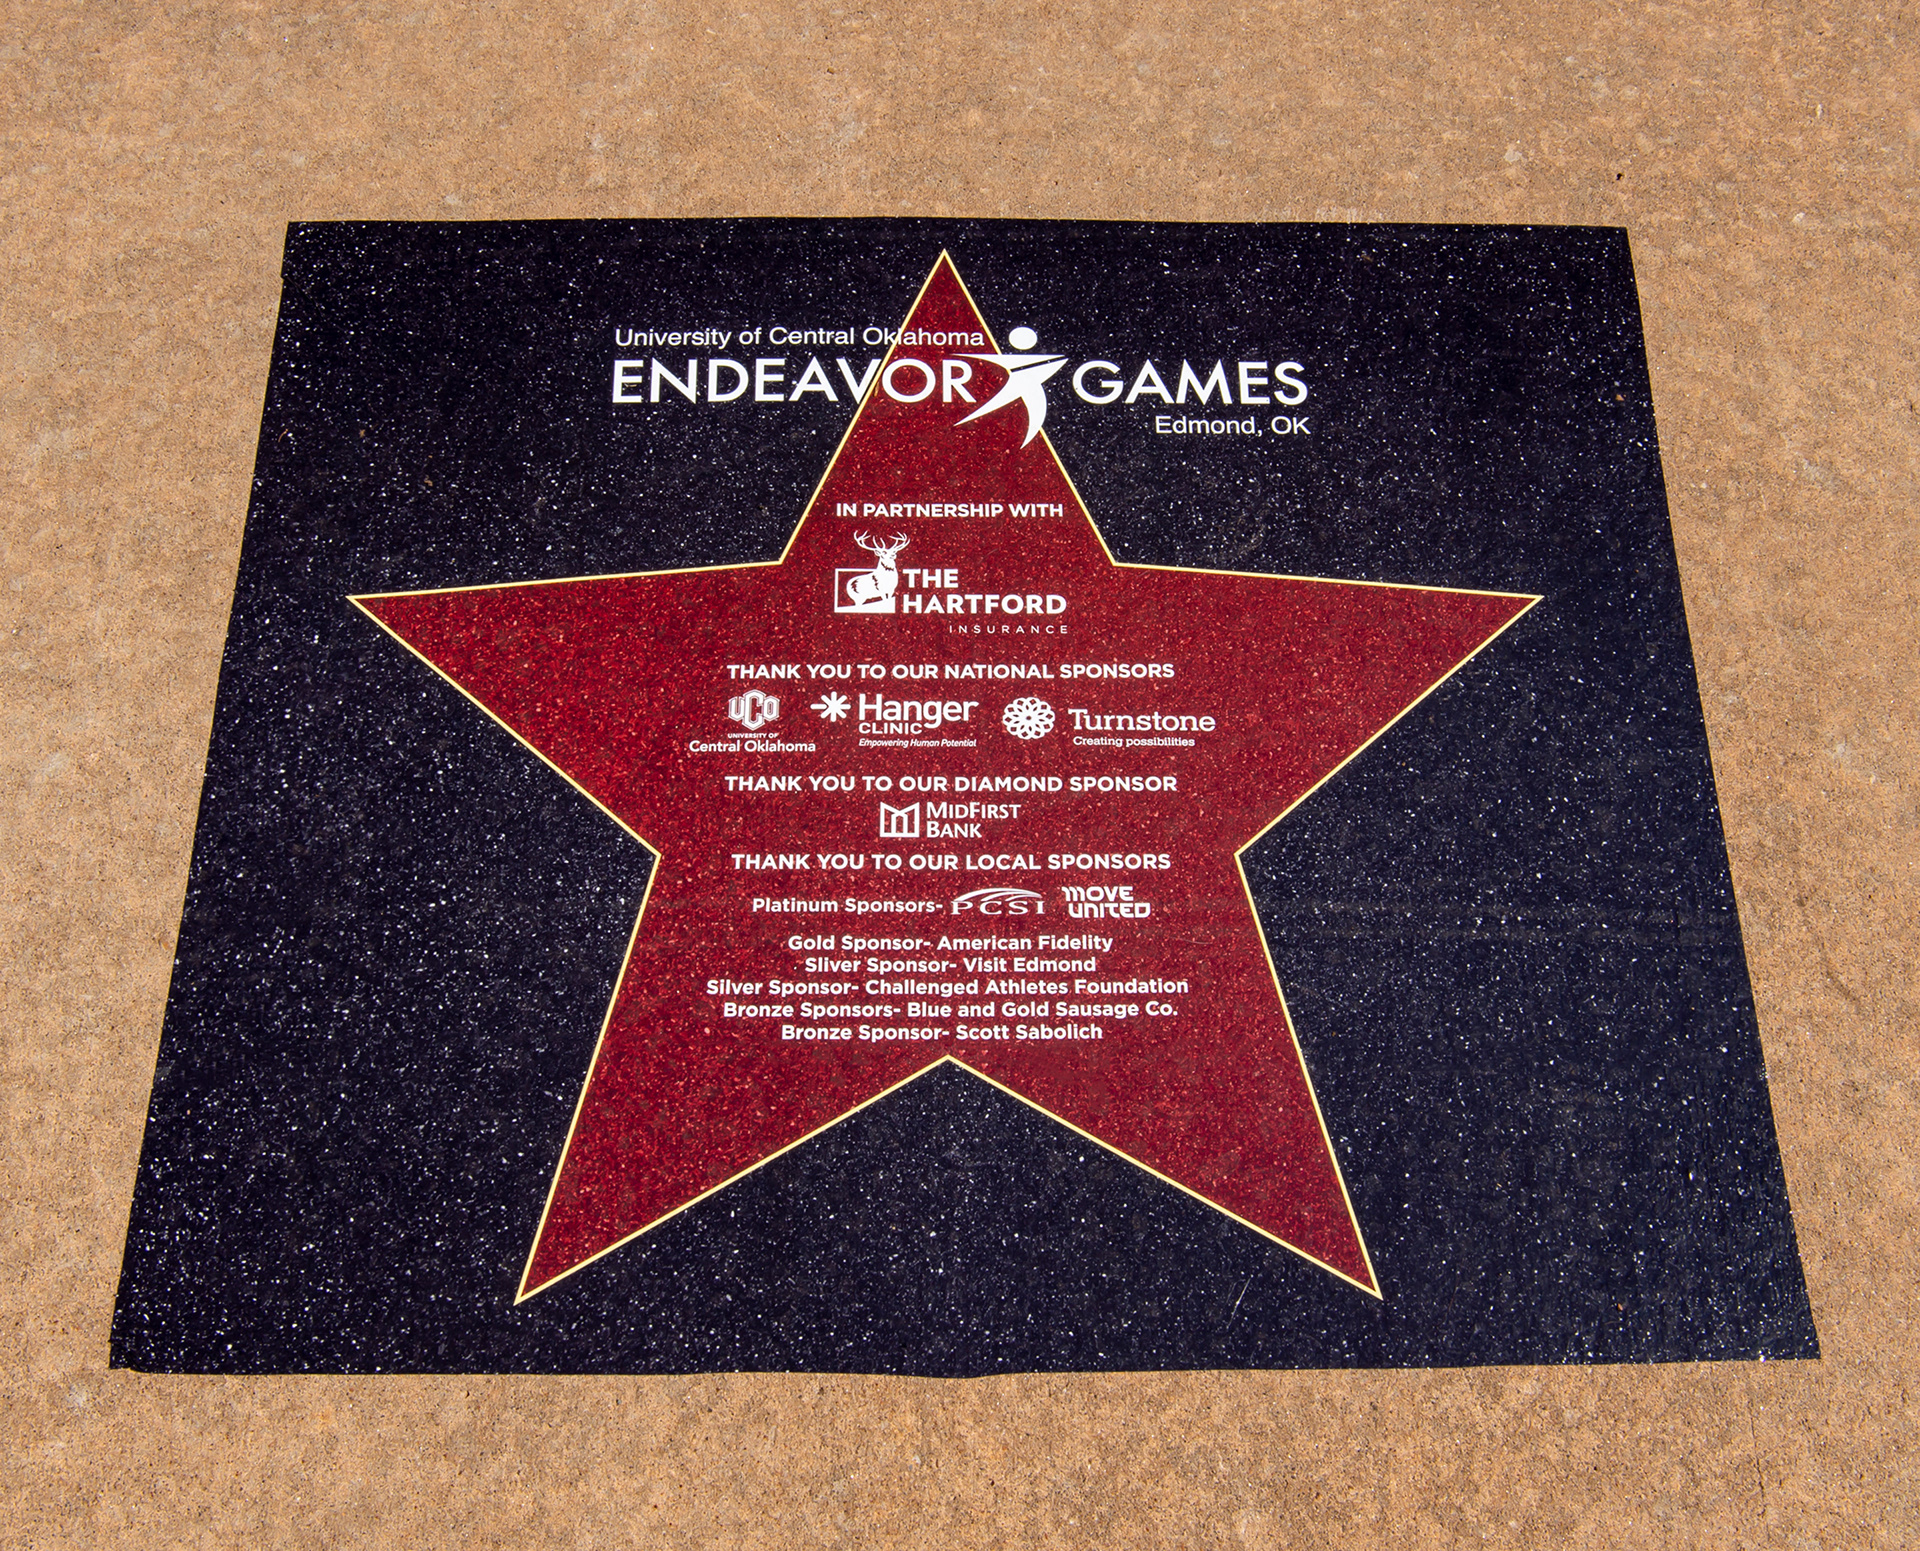 University of Central Oklahoma
ENDEAVOR GAMES
Edmond, OK
IN PARTNERSHIP WITH
THE
HARTFORD
INSURANCE
THANK YOU TO OUR NATIONAL SPONSORS
UCO
UNIVERSITY OF
Central Oklahoma
Hanger
CLINIC
Empowering Human Potential
Turnstone
Creating possibilities
THANK YOU TO OUR DIAMOND SPONSOR
MIDFIRST
BANK
THANK YOU TO OUR LOCAL SPONSORS
Platinum Sponsors- PCSI MOVE UNITED
Gold Sponsor- American Fidelity
Sliver Sponsor- Visit Edmond
Silver Sponsor- Challenged Athletes Foundation
Bronze Sponsors- Blue and Gold Sausage Co.
Bronze Sponsor- Scott Sabolich